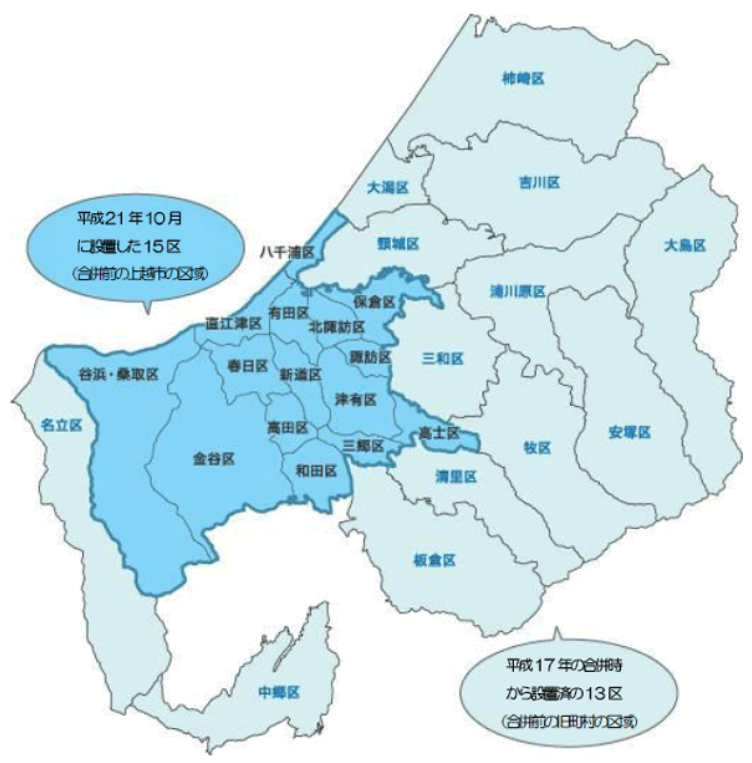 柿崎区
吉川区
大潟区
平成21年10月
に設置した15区
(合併前の上越市の区域)
頸城区
大島区
八千浦区
浦川原区
保倉区
有田区
直江津区
北諏訪区
諏訪区
三和区
春日区
新道区
谷浜・桑取区
津有区
名立区
高田区
高士区
安塚区
三郷区
牧区
金谷区
和田区
清里区
板倉区
平成17年の合併時
から設置済の13区
(合併前の旧町村の区域)
中郷区